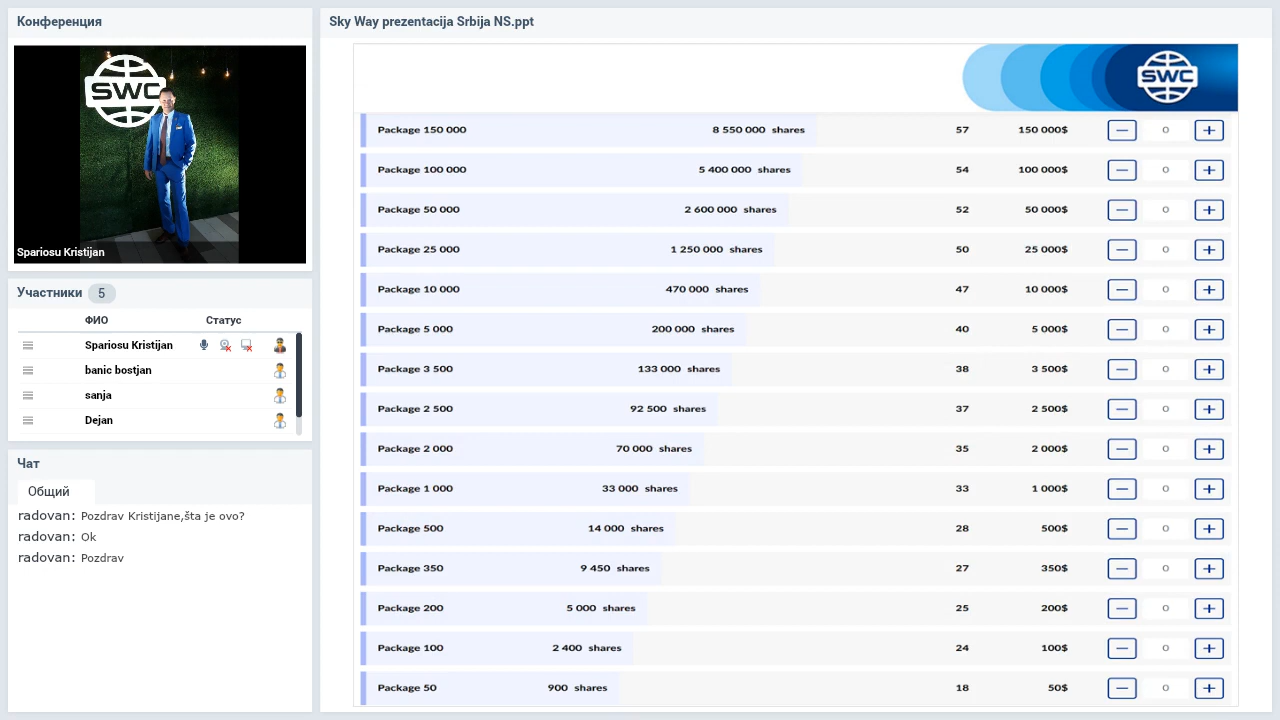 Конференция
SWC
Spariosu Kristijan
Участники 5
ФИО Статус
Spariosu Kristijan
banic bostjan
sanja
Dejan
Чат
Общий
radovan: Pozdrav Kristijane,šta je ovo?
radovan: Ok
radovan: Pozdrav
Sky Way prezentacija Srbija NS.ppt
SWC
Package 150 000 8 550 000 shares 57 150 000$ — 0 +
Package 100 000 5 400 000 shares 54 100 000$ — 0 +
Package 50 000 2 600 000 shares 52 50 000$ — 0 +
Package 25 000 1 250 000 shares 50 25 000$ — 0 +
Package 10 000 470 000 shares 47 10 000$ — 0 +
Package 5 000 200 000 shares 40 5 000$ — 0 +
Package 3 500 133 000 shares 38 3 500$ — 0 +
Package 2 500 92 500 shares 37 2 500$ — 0 +
Package 2 000 70 000 shares 35 2 000$ — 0 +
Package 1 000 33 000 shares 33 1 000$ — 0 +
Package 500 14 000 shares 28 500$ — 0 +
Package 350 9 450 shares 27 350$ — 0 +
Package 200 5 000 shares 25 200$ — 0 +
Package 100 2 400 shares 24 100$ — 0 +
Package 50 900 shares 18 50$ — 0 +